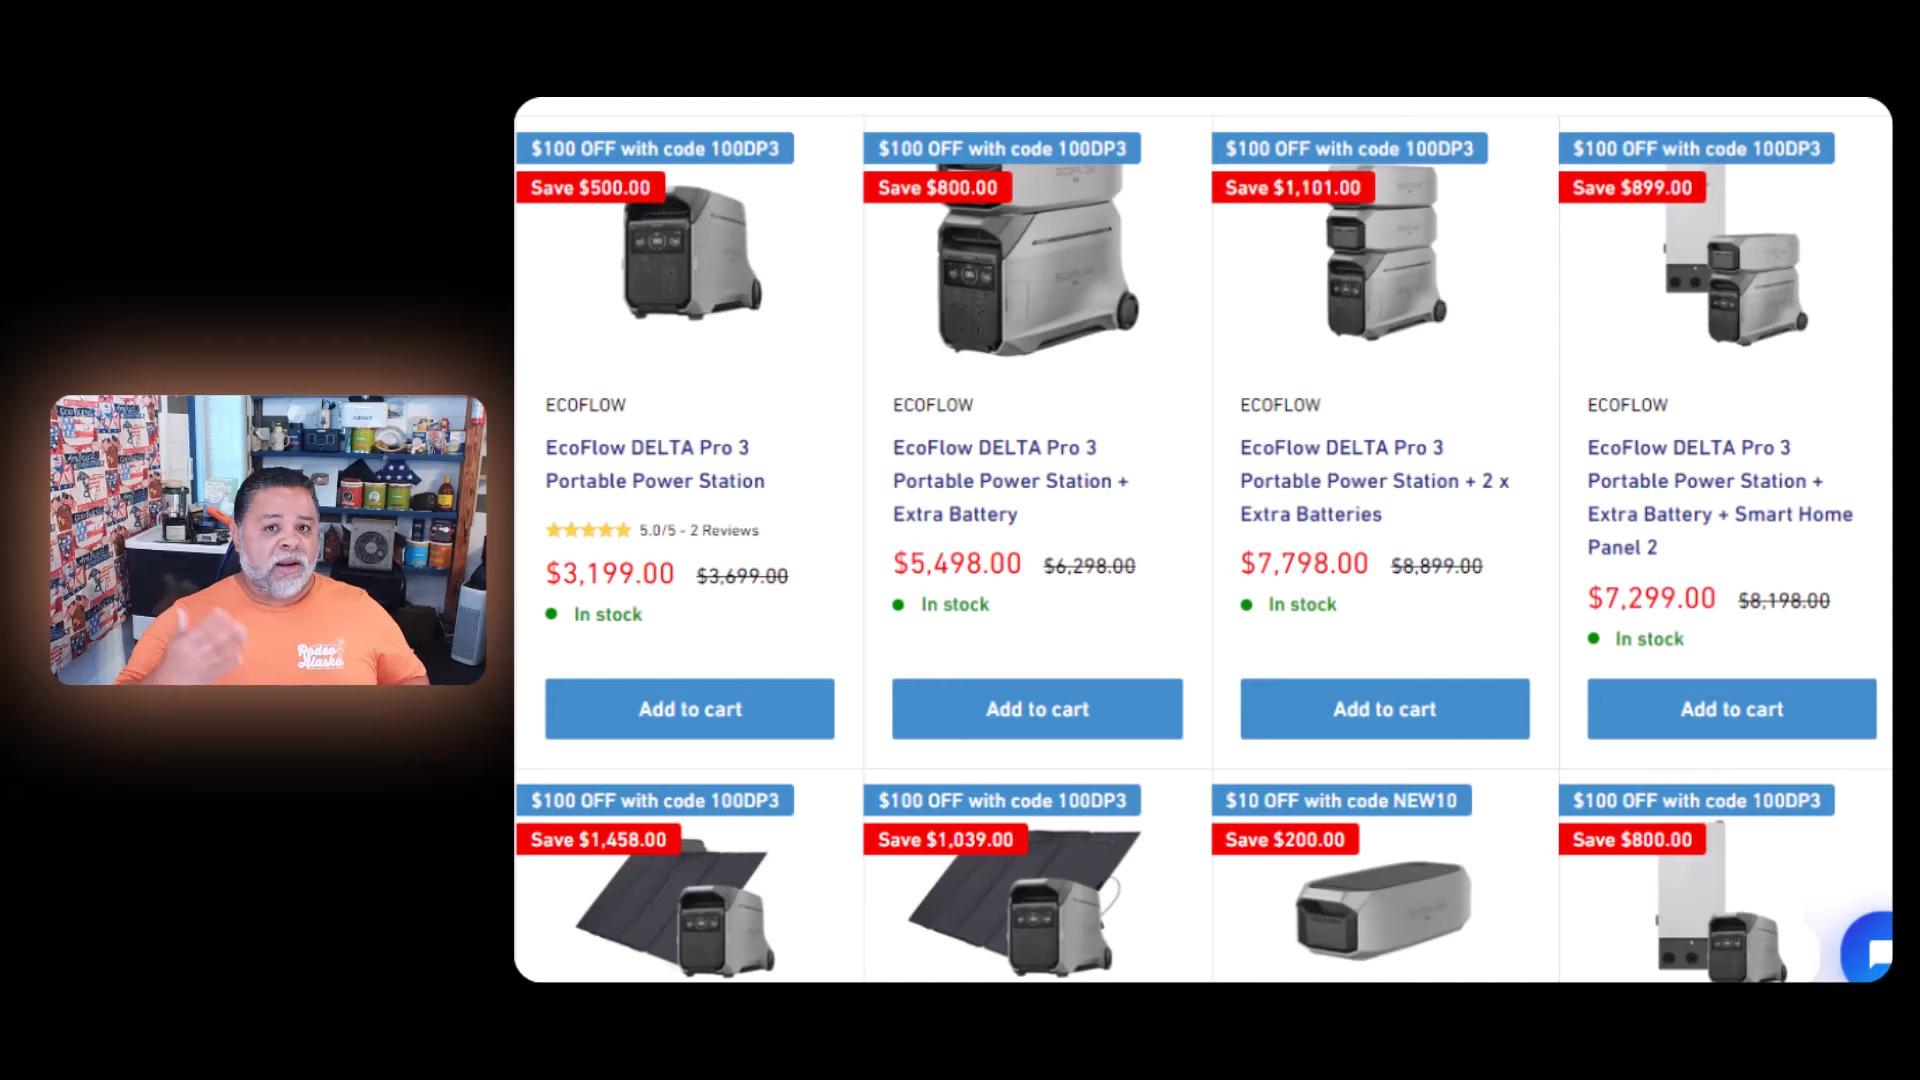 $100 OFF with code 100DP3
Save $500.00
ECOFLOW
EcoFlow DELTA Pro 3
Portable Power Station
5.0/5 - 2 Reviews
$3,199.00 $3,699.00
In stock
Add to cart
$100 OFF with code 100DP3
Save $800.00
ECOFLOW
EcoFlow DELTA Pro 3
Portable Power Station +
Extra Battery
$5,498.00 $6,298.00
In stock
Add to cart
$100 OFF with code 100DP3
Save $1,101.00
ECOFLOW
EcoFlow DELTA Pro 3
Portable Power Station + 2 x
Extra Batteries
$7,798.00 $8,899.00
In stock
Add to cart
$100 OFF with code 100DP3
Save $899.00
ECOFLOW
EcoFlow DELTA Pro 3
Portable Power Station +
Extra Battery + Smart Home
Panel 2
$7,299.00 $8,198.00
In stock
Add to cart
$100 OFF with code 100DP3
Save $1,458.00
$100 OFF with code 100DP3
Save $1,039.00
$10 OFF with code NEW10
Save $200.00
$100 OFF with code 100DP3
Save $800.00
Rodeo
Alaska